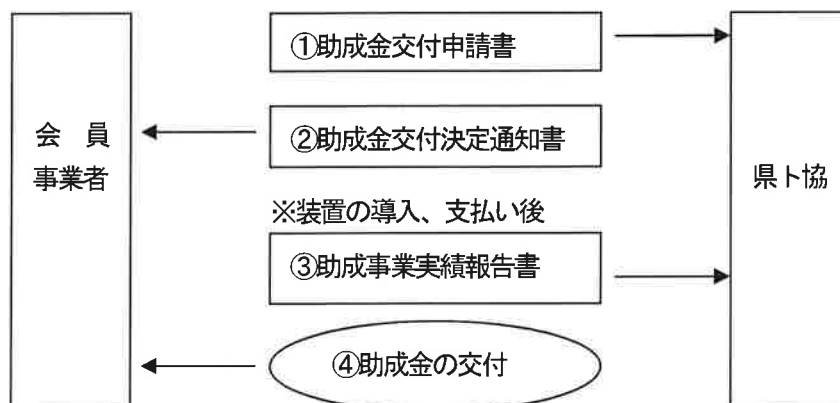 ①助成金交付申請書
会　員
事業者
②助成金交付決定通知書
県ト協
※装置の導入、支払い後
③助成事業実績報告書
④助成金の交付